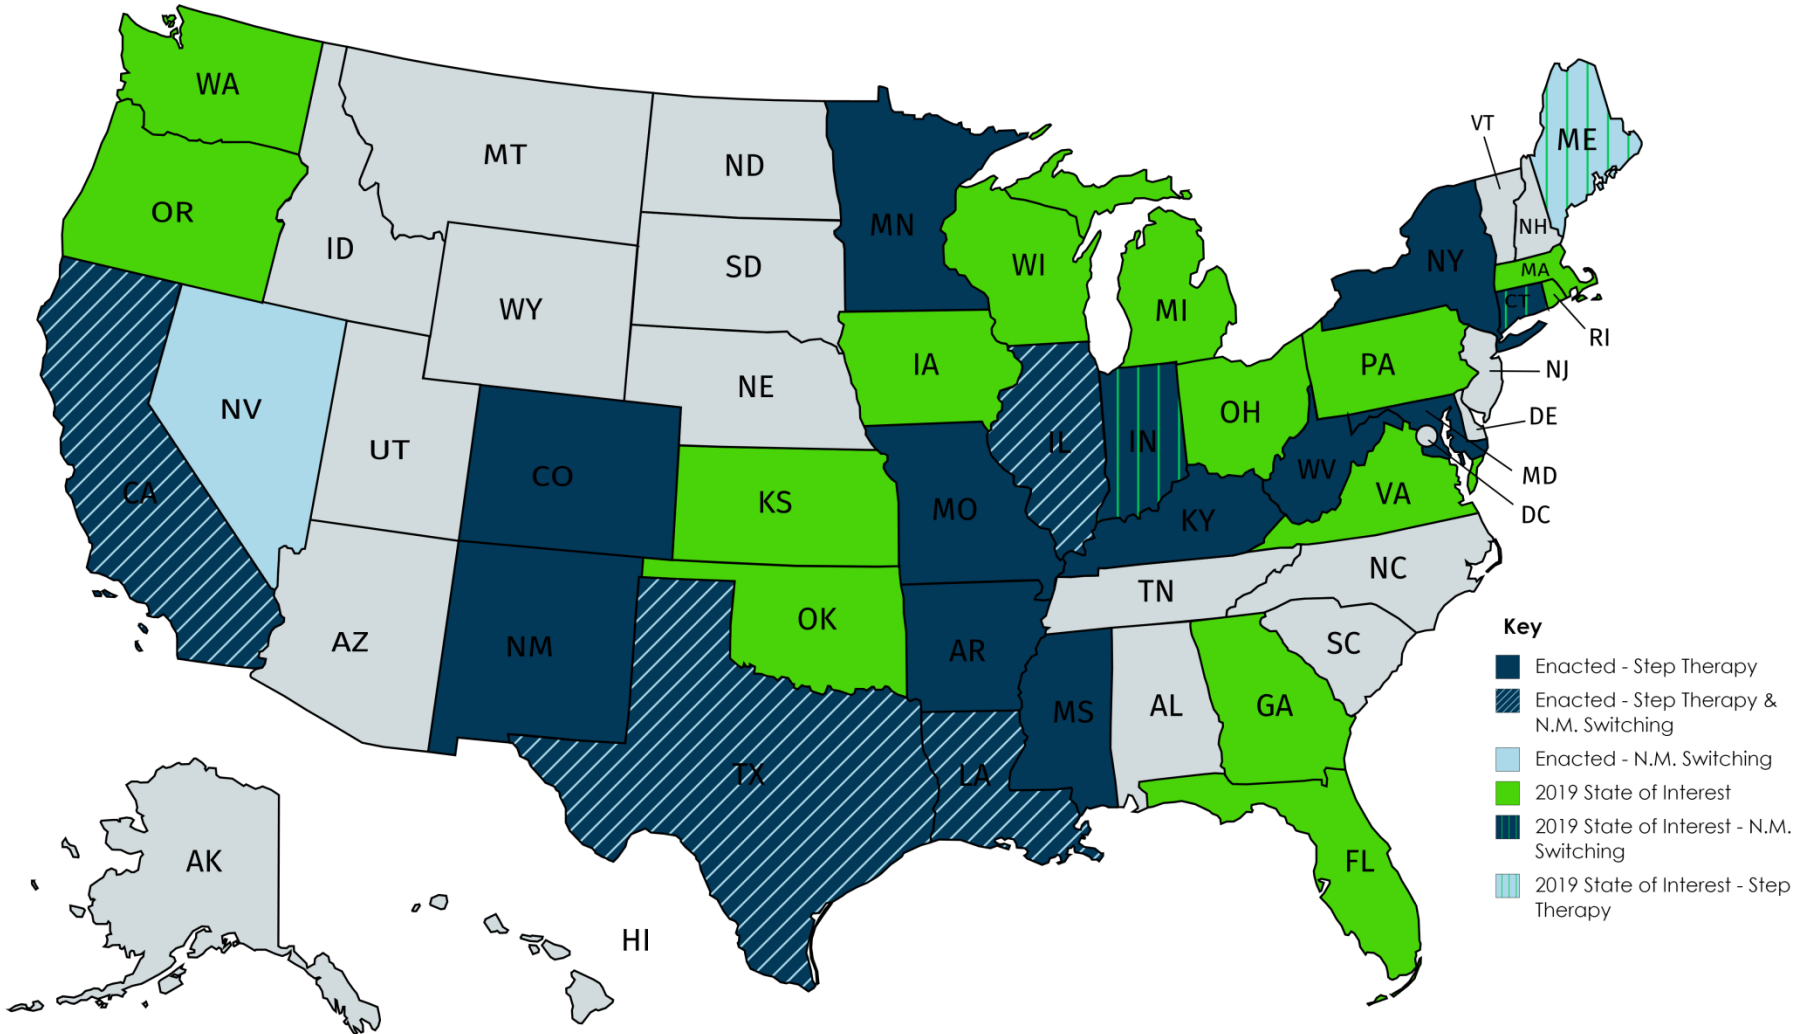 WA
MT
ND
VT
ME
OR
MN
ID
WI
NH
NY
SD
MA
WY
CT
MI
RI
IA
PA
NJ
NE
NV
OH
DE
UT
IL
IN
CO
WV
MD
CA
VA
KS
DC
MO
KY
NC
TN
OK
AZ
NM
AR
SC
MS
AL
GA
TX
LA
AK
FL
HI
Key
Enacted - Step Therapy
Enacted - Step Therapy &
N.M. Switching
Enacted - N.M. Switching
2019 State of Interest
2019 State of Interest - N.M.
Switching
2019 State of Interest - Step
Therapy